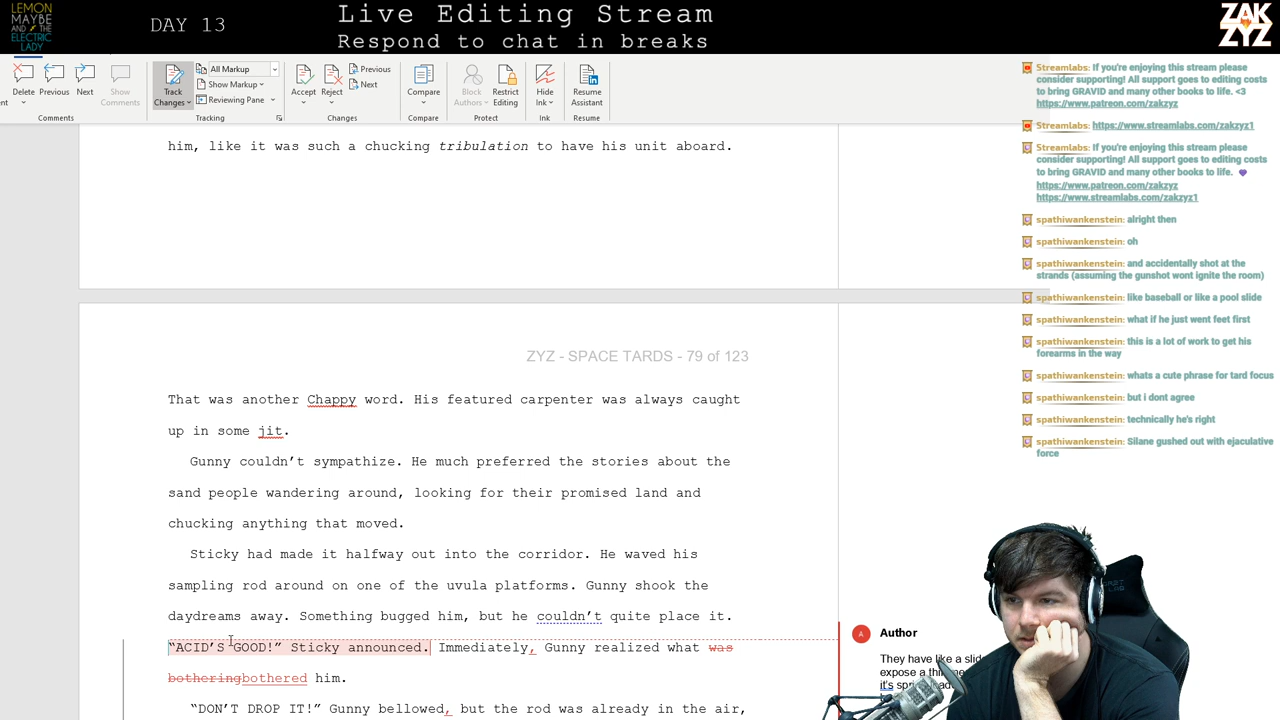 LEMON
MAYBE
AND THE
ELECTRIC
LADY
DAY 13
Live Editing Stream
Respond to chat in breaks
ZAK
ZYZ
Delete
Previous
Next
Show
Comments
Comments
Track
Changes
All Markup
Show Markup
Reviewing Pane
Tracking
Accept
Reject
Previous
Next
Changes
Compare
Compare
Block
Authors
Restrict
Editing
Protect
Hide
Ink
Ink
Resume
Assistant
Resume
him, like it was such a chucking tribulation to have his unit aboard.
ZYZ - SPACE TARDS - 79 of 123
That was another Chappy word. His featured carpenter was always caught
up in some jit.
Gunny couldn’t sympathize. He much preferred the stories about the
sand people wandering around, looking for their promised land and
chucking anything that moved.
Sticky had made it halfway out into the corridor. He waved his
sampling rod around on one of the uvula platforms. Gunny shook the
daydreams away. Something bugged him, but he couldn’t quite place it.
“ACID’S GOOD!” Sticky announced. Immediately, Gunny realized what was
botheringbothered him.
“DON’T DROP IT!” Gunny bellowed, but the rod was already in the air,
A
Author
They have like a slid
expose a thin me
Streamlabs: If you're enjoying this stream please
consider supporting! All support goes to editing costs
to bring GRAVID and many other books to life. <3
https://www.patreon.com/zakzyz
Streamlabs: https://www.streamlabs.com/zakzyz1
Streamlabs: If you're enjoying this stream please
consider supporting! All support goes to editing costs
to bring GRAVID and many other books to life. 💜
https://www.patreon.com/zakzyz
https://www.streamlabs.com/zakzyz1
spathiwankenstein: alright then
spathiwankenstein: oh
spathiwankenstein: and accidentally shot at the
strands (assuming the gunshot wont ignite the room)
spathiwankenstein: like baseball or like a pool slide
spathiwankenstein: what if he just went feet first
spathiwankenstein: this is a lot of work to get his
forearms in the way
spathiwankenstein: whats a cute phrase for tard focus
spathiwankenstein: but i dont agree
spathiwankenstein: technically he's right
spathiwankenstein: Silane gushed out with ejaculative
force